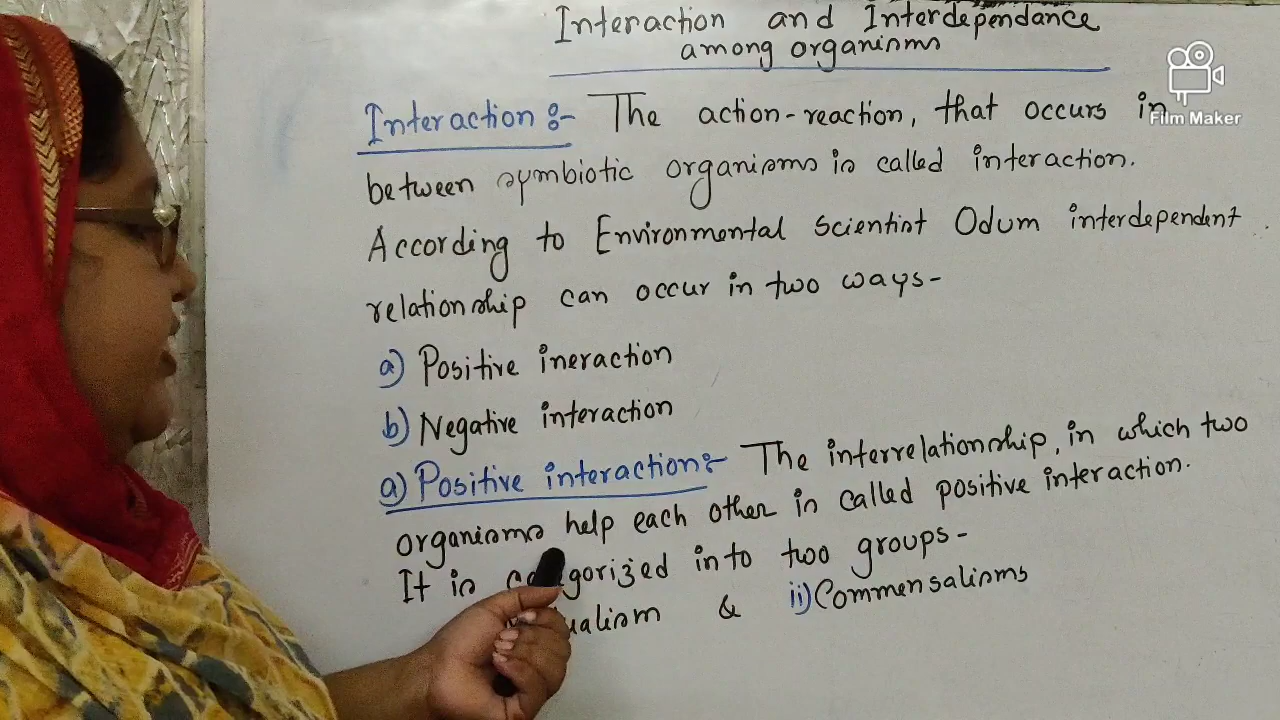 Interaction and Interdependance
among organisms
Film Maker
Interaction :- The action-reaction, that occurs in
between symbiotic organisms is called interaction.
According to Environmental Scientist Odum interdependent
relationship can occur in two ways-
a) Positive ineraction
b) Negative interaction
a) Positive interaction:- The interrelationship, in which two
organisms help each other is called positive interaction.
It is into two groups-
& ii) Commensalisms